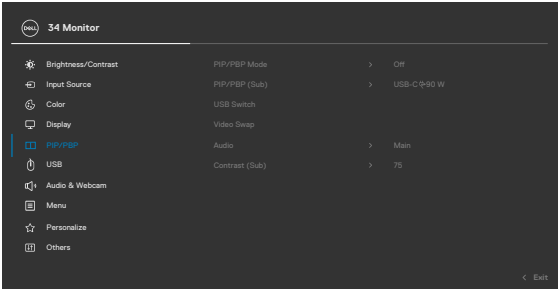 DELL 34 Monitor
Brightness/Contrast PIP/PBP Mode > Off
Input Source PIP/PBP (Sub) > USB-C 90 W
Color USB Switch
Display Video Swap
PIP/PBP Audio > Main
USB Contrast (Sub) > 75
Audio & Webcam
Menu
Personalize
Others
< Exit